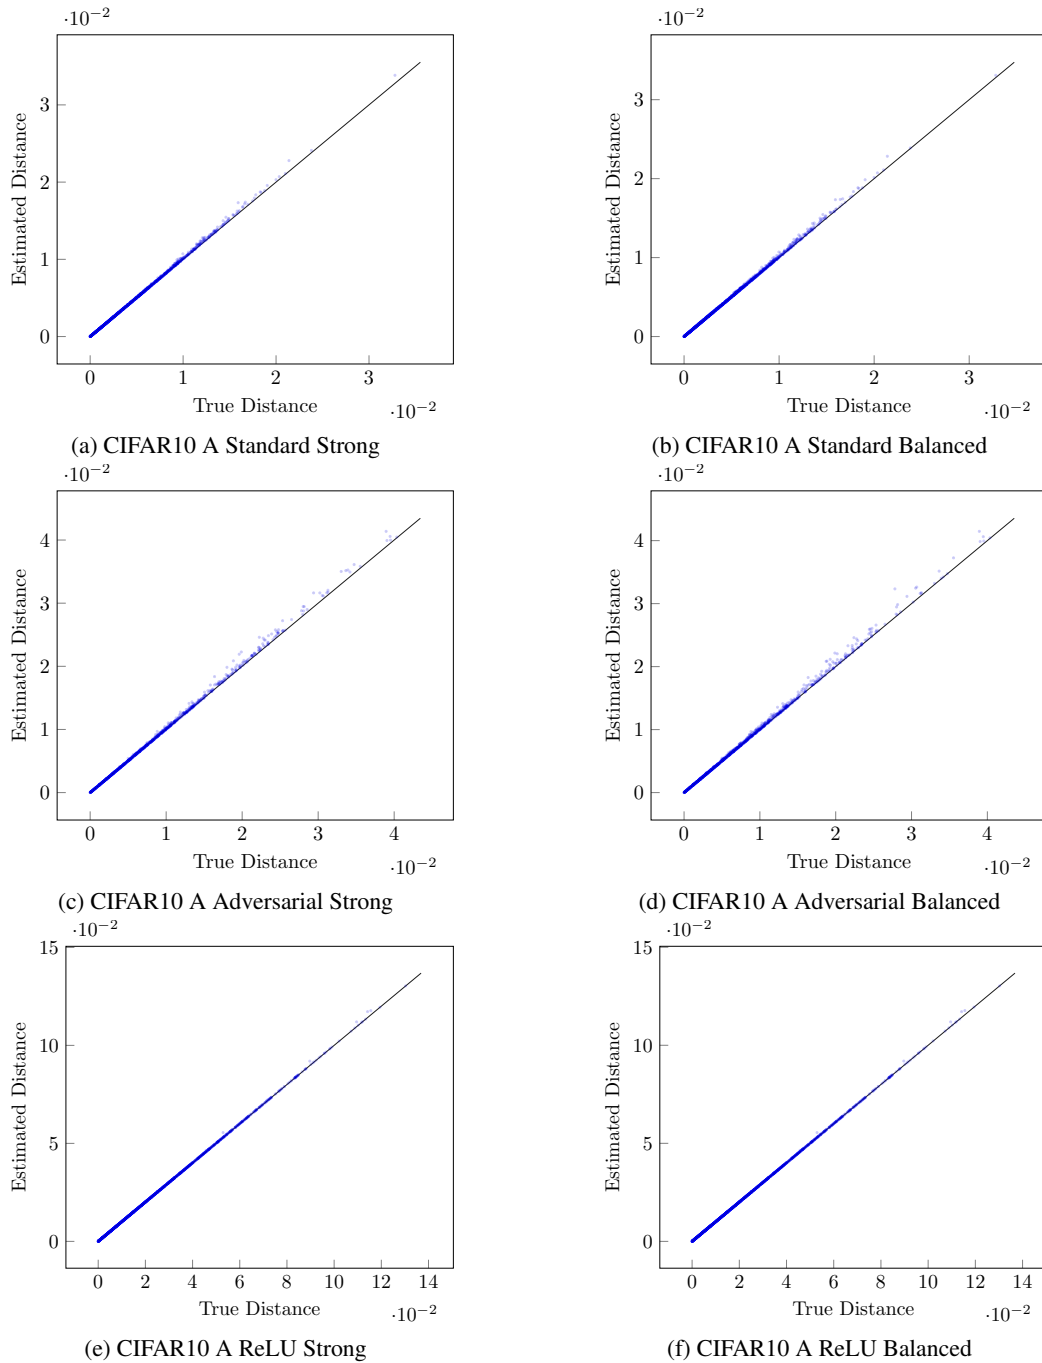 ·10−2
·10−2
Estimated Distance
3
2
1
0
0 1 2 3
True Distance
·10−2
Estimated Distance
3
2
1
0
0 1 2 3
True Distance
·10−2
(a) CIFAR10 A Standard Strong
(b) CIFAR10 A Standard Balanced
·10−2
·10−2
Estimated Distance
4
3
2
1
0
0 1 2 3 4
True Distance
·10−2
Estimated Distance
4
3
2
1
0
0 1 2 3 4
True Distance
·10−2
(c) CIFAR10 A Adversarial Strong
(d) CIFAR10 A Adversarial Balanced
·10−2
·10−2
Estimated Distance
15
10
5
0
0 2 4 6 8 10 12 14
True Distance
·10−2
Estimated Distance
15
10
5
0
0 2 4 6 8 10 12 14
True Distance
·10−2
(e) CIFAR10 A ReLU Strong
(f) CIFAR10 A ReLU Balanced